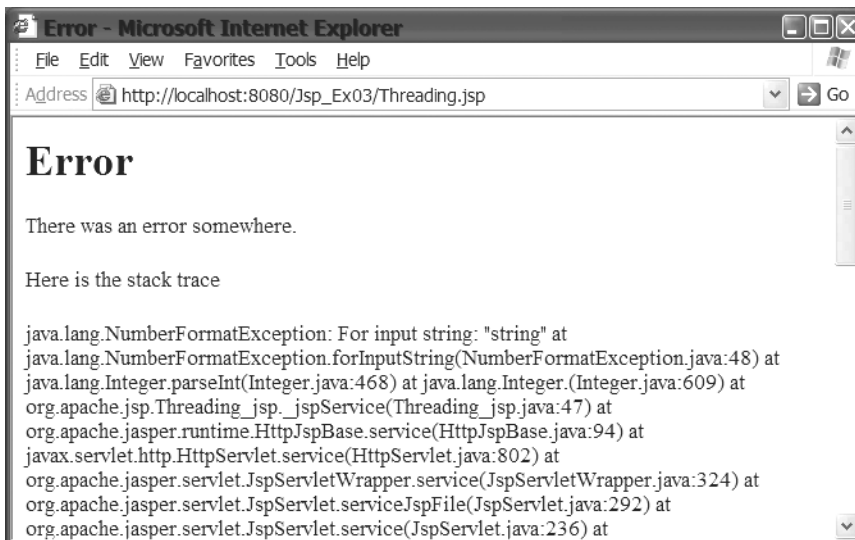 Error - Microsoft Internet Explorer
File Edit View Favorites Tools Help
Address http://localhost:8080/Jsp_Ex03/Threading.jsp Go
Error
There was an error somewhere.
Here is the stack trace
java.lang.NumberFormatException: For input string: "string" at
java.lang.NumberFormatException.forInputString(NumberFormatException.java:48) at
java.lang.Integer.parseInt(Integer.java:468) at java.lang.Integer.(Integer.java:609) at
org.apache.jsp.Threading_jsp._jspService(Threading_jsp.java:47) at
org.apache.jasper.runtime.HttpJspBase.service(HttpJspBase.java:94) at
javax.servlet.http.HttpServlet.service(HttpServlet.java:802) at
org.apache.jasper.servlet.JspServletWrapper.service(JspServletWrapper.java:324) at
org.apache.jasper.servlet.JspServlet.serviceJspFile(JspServlet.java:292) at
org.apache.jasper.servlet.JspServlet.service(JspServlet.java:236) at